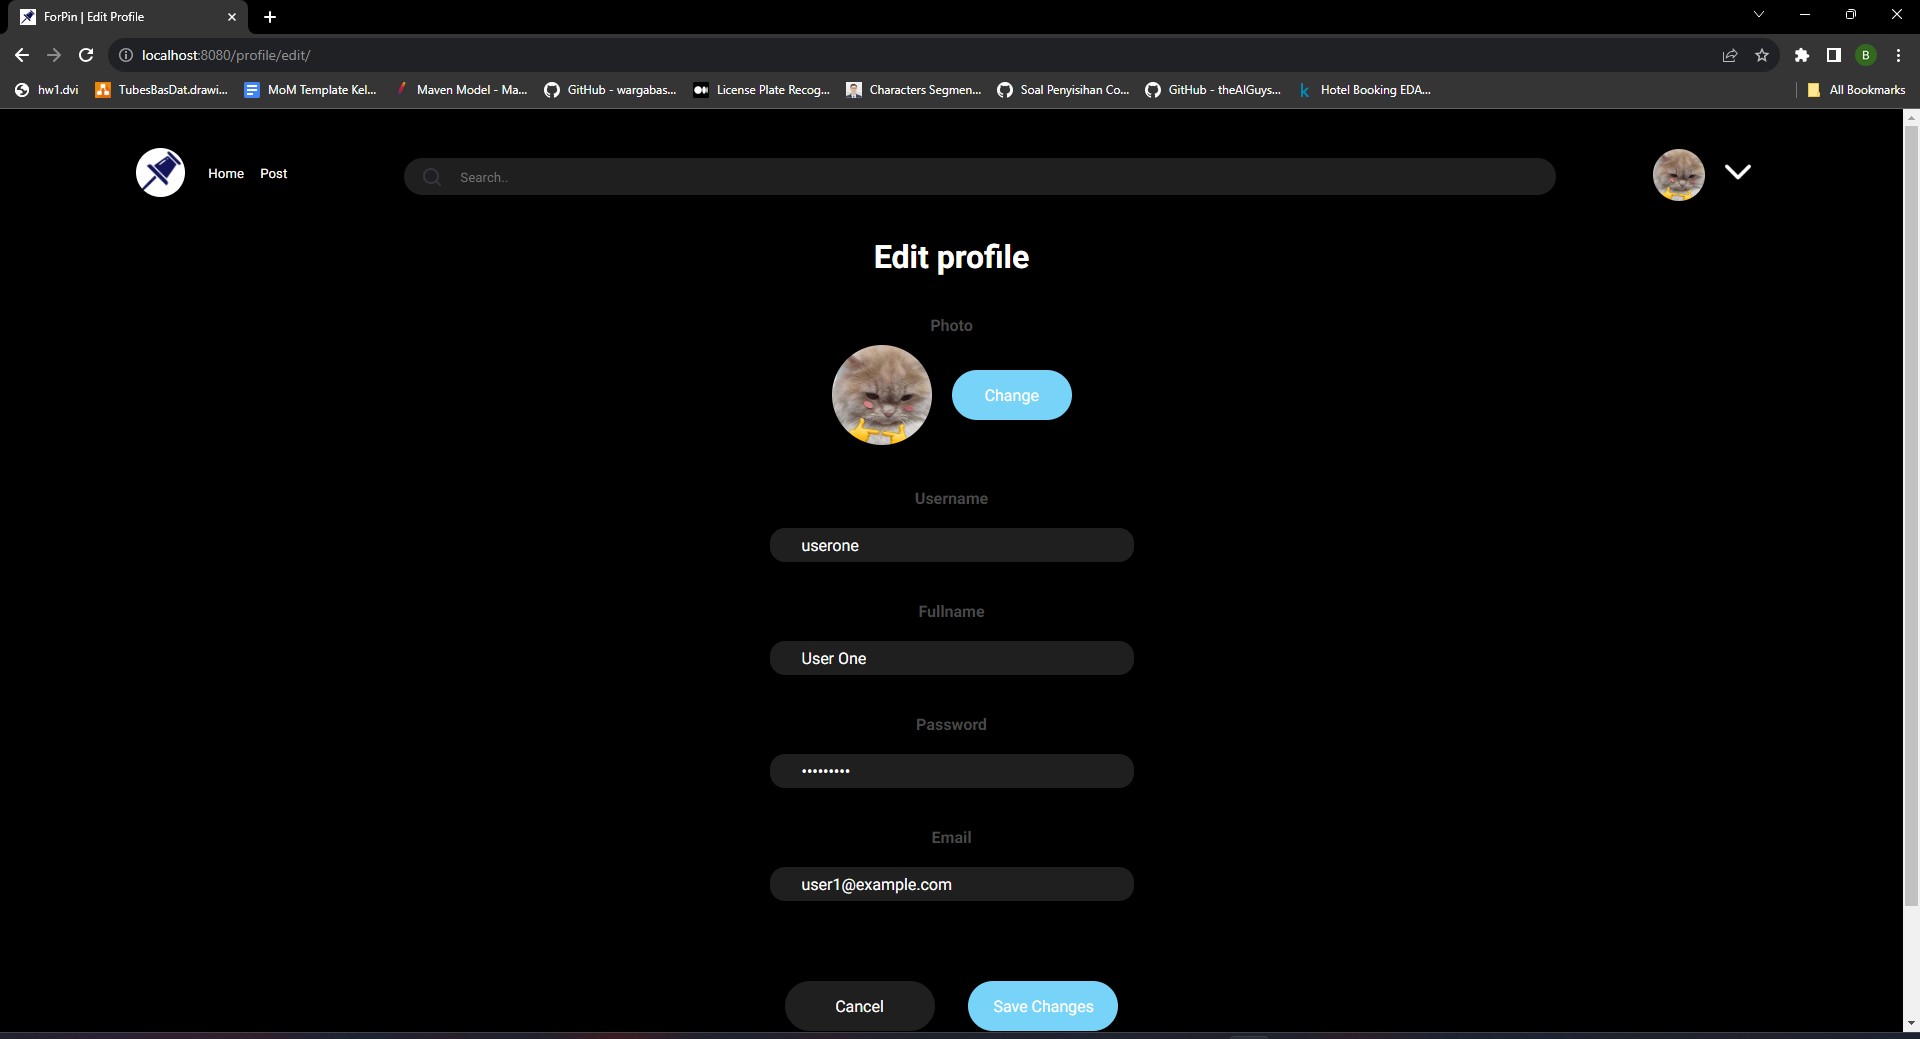 ForPin | Edit Profile
localhost:8080/profile/edit/
B
hw1.dvi
TubesBasDat.drawi...
MoM Template Kel...
Maven Model - Ma...
GitHub - wargabas...
License Plate Recog...
Characters Segmen...
Soal Penyisihan Co...
GitHub - theAIGuys...
k
Hotel Booking EDA...
All Bookmarks
Home
Post
Search..
Edit profile
Photo
Change
Username
userone
Fullname
User One
Password
•••••••••
Email
user1@example.com
Cancel
Save Changes